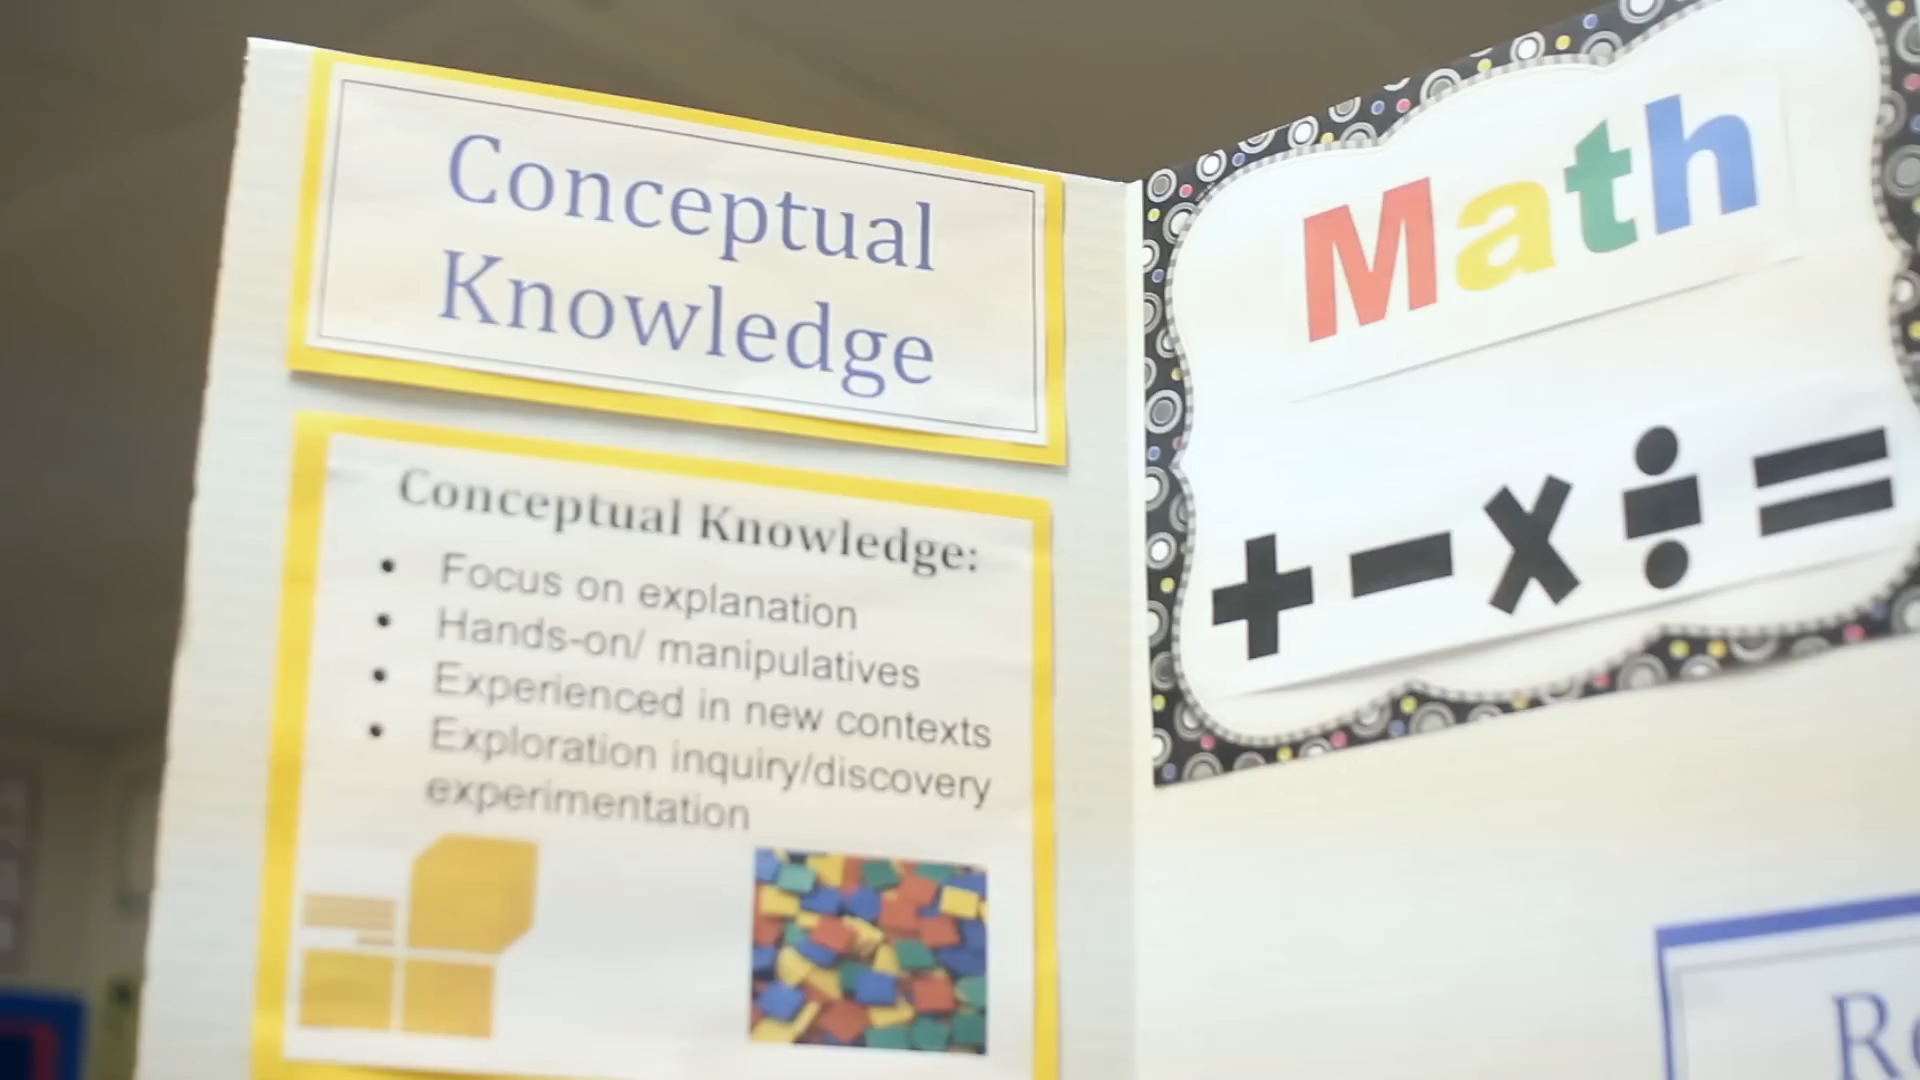 Conceptual
Knowledge
Conceptual Knowledge:
• Focus on explanation
• Hands-on/ manipulatives
• Experienced in new contexts
• Exploration inquiry/discovery
experimentation
Math
+ - x ÷ =